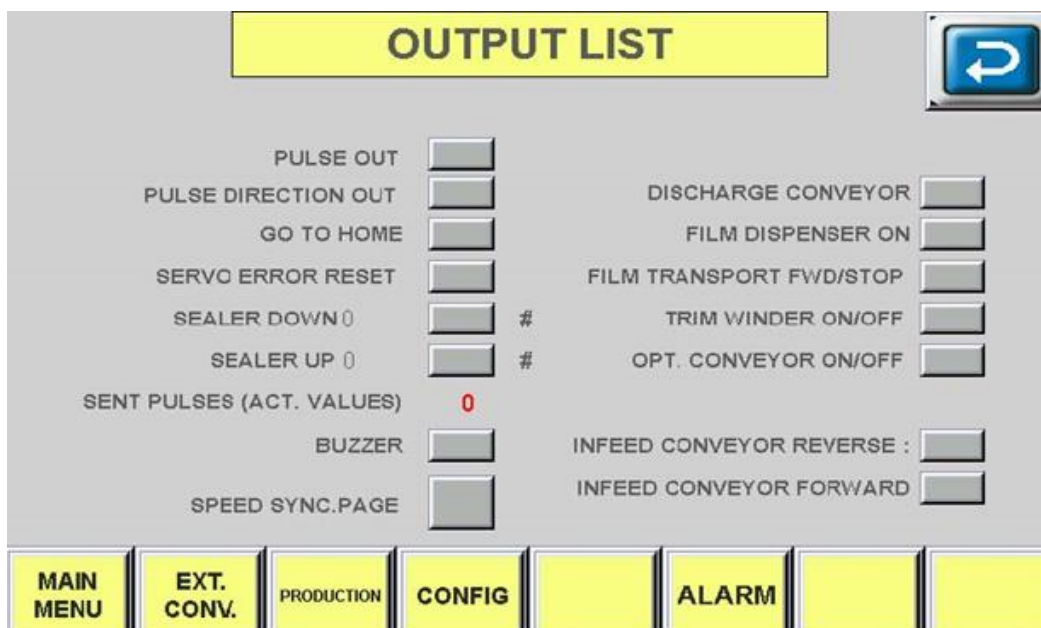 OUTPUT LIST
PULSE OUT
PULSE DIRECTION OUT
GO TO HOME
SERVO ERROR RESET
SEALER DOWN 0 #
SEALER UP 0 #
SENT PULSES (ACT. VALUES) 0
BUZZER
SPEED SYNC.PAGE
DISCHARGE CONVEYOR
FILM DISPENSER ON
FILM TRANSPORT FWD/STOP
TRIM WINDER ON/OFF
OPT. CONVEYOR ON/OFF
INFEED CONVEYOR REVERSE :
INFEED CONVEYOR FORWARD
MAIN
MENU
EXT.
CONV.
PRODUCTION
CONFIG
ALARM